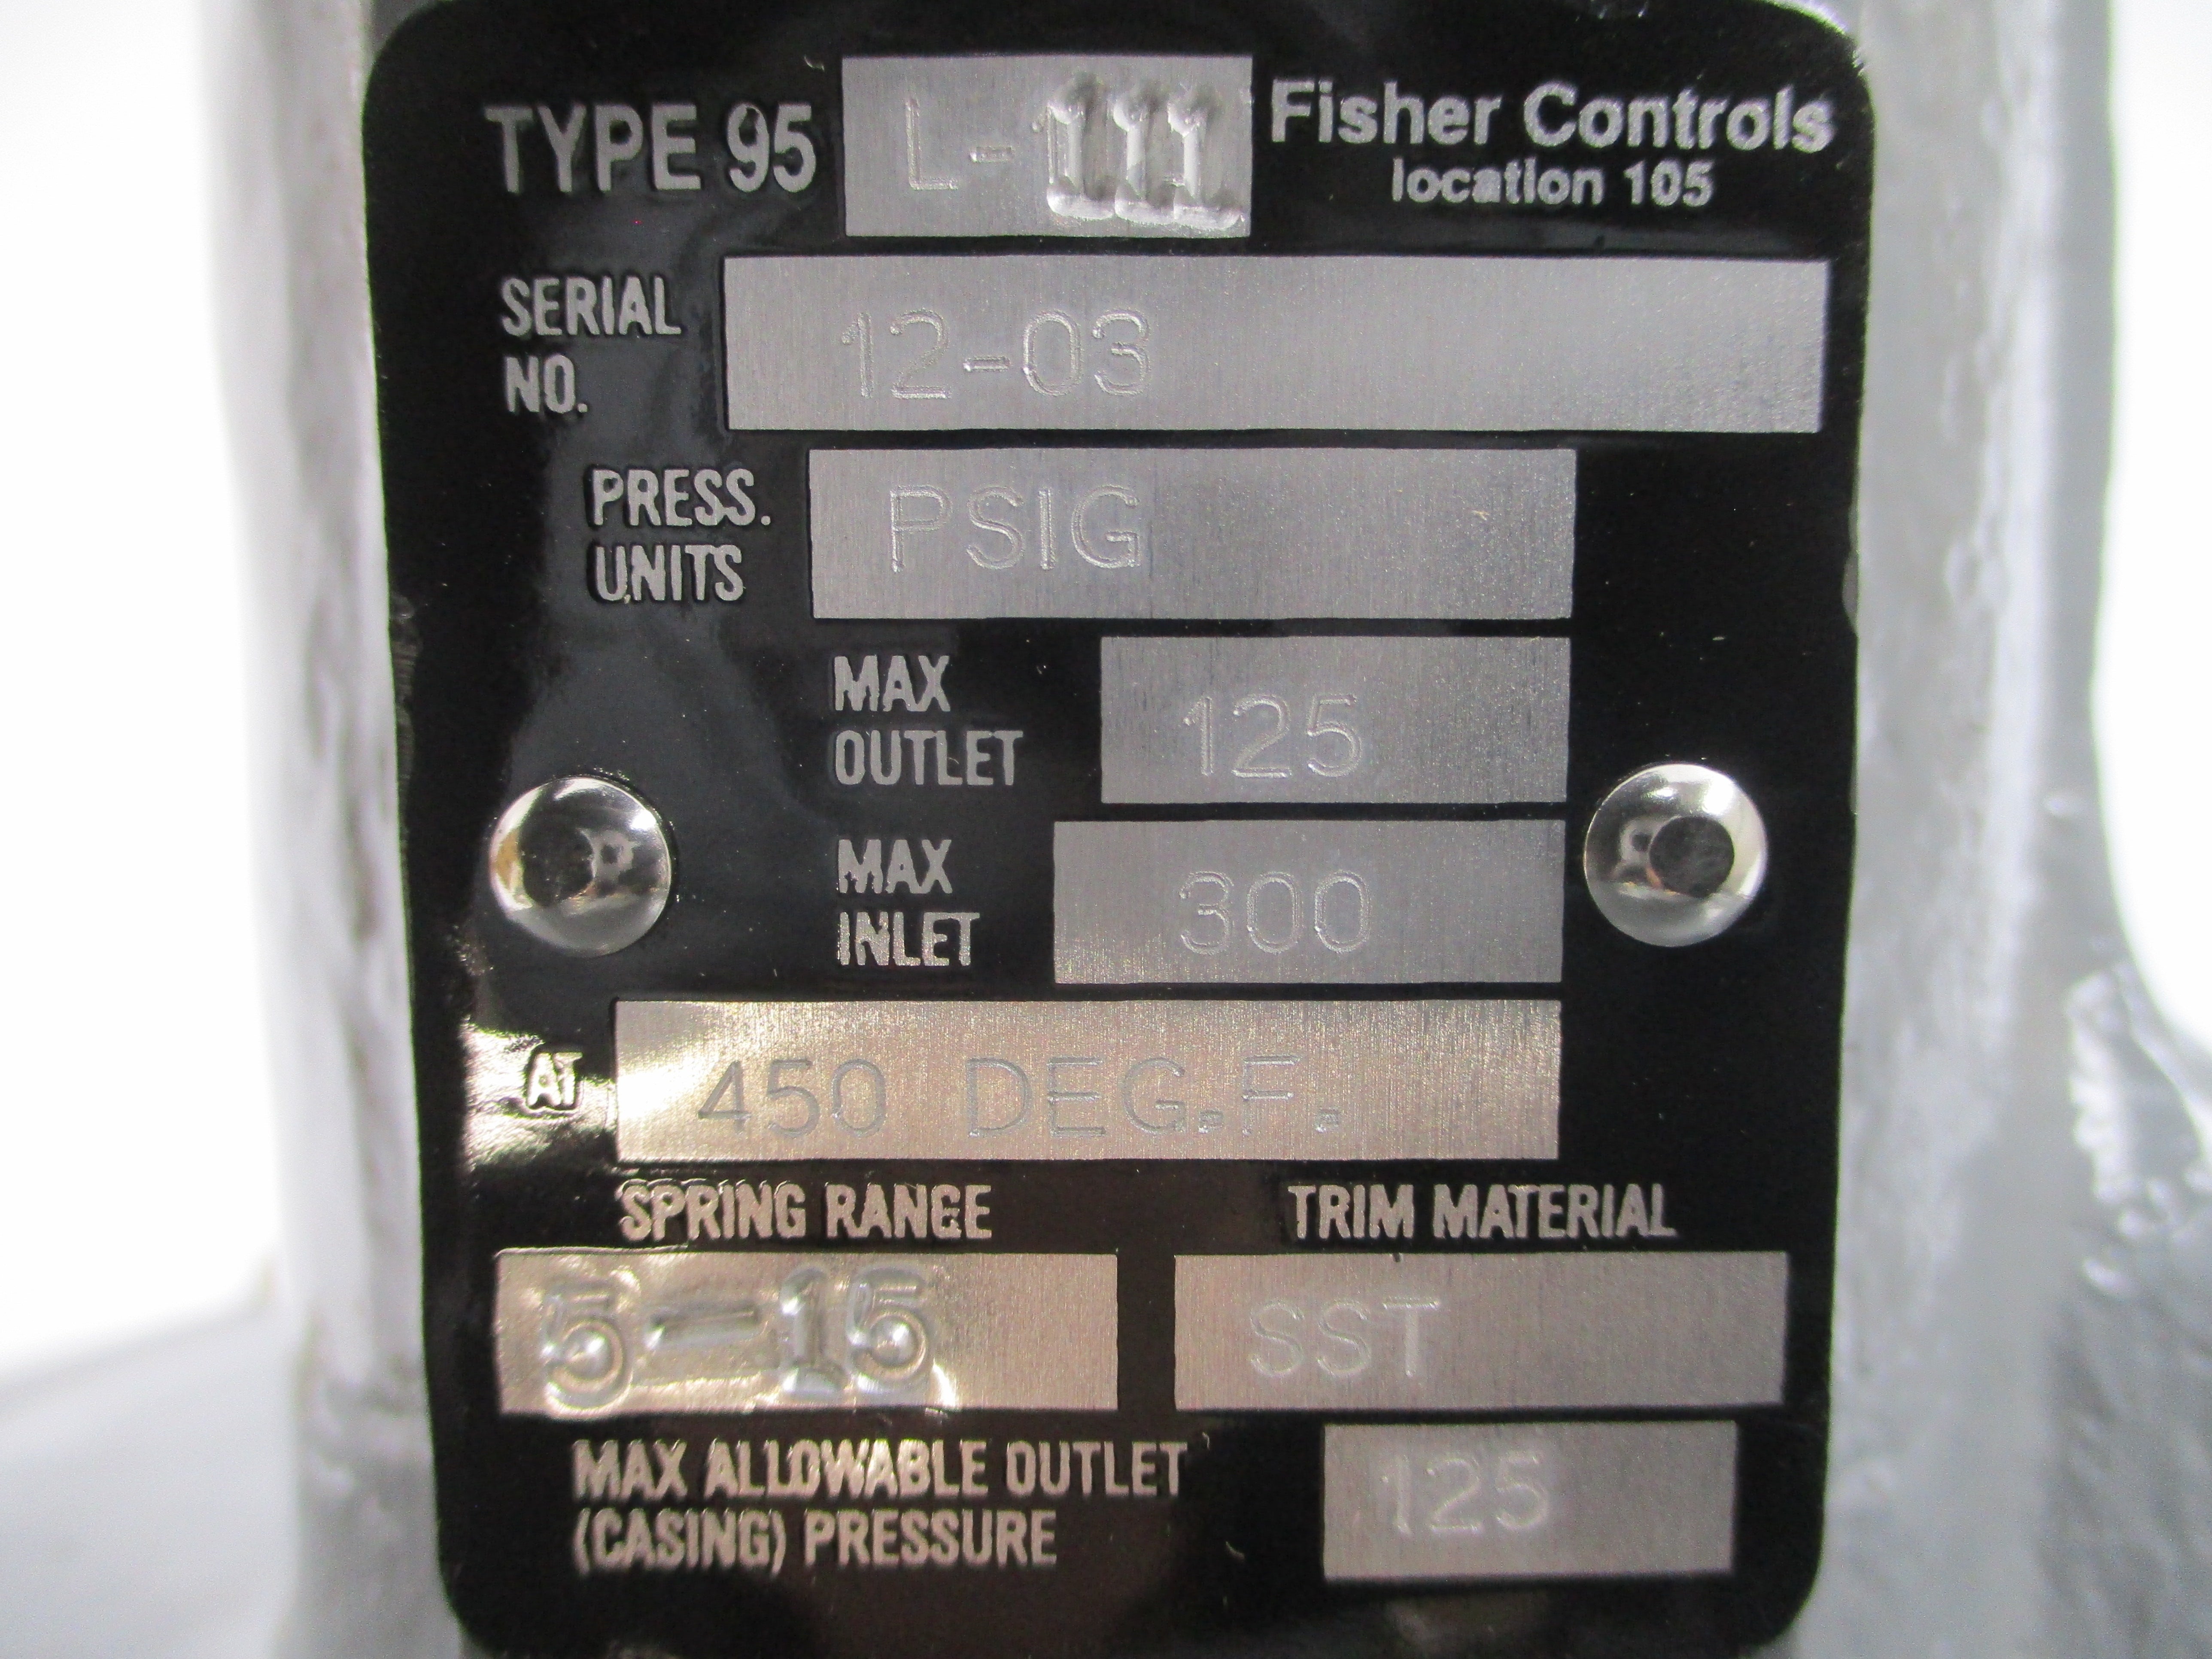 TYPE 95 L-111 Fisher Controls
location 105
SERIAL
NO. 12-03
PRESS.
UNITS PSIG
MAX
OUTLET 125
MAX
INLET 300
AT 450 DEG.F.
SPRING RANGE TRIM MATERIAL
5-15 SST
MAX ALLOWABLE OUTLET
(CASING) PRESSURE 125